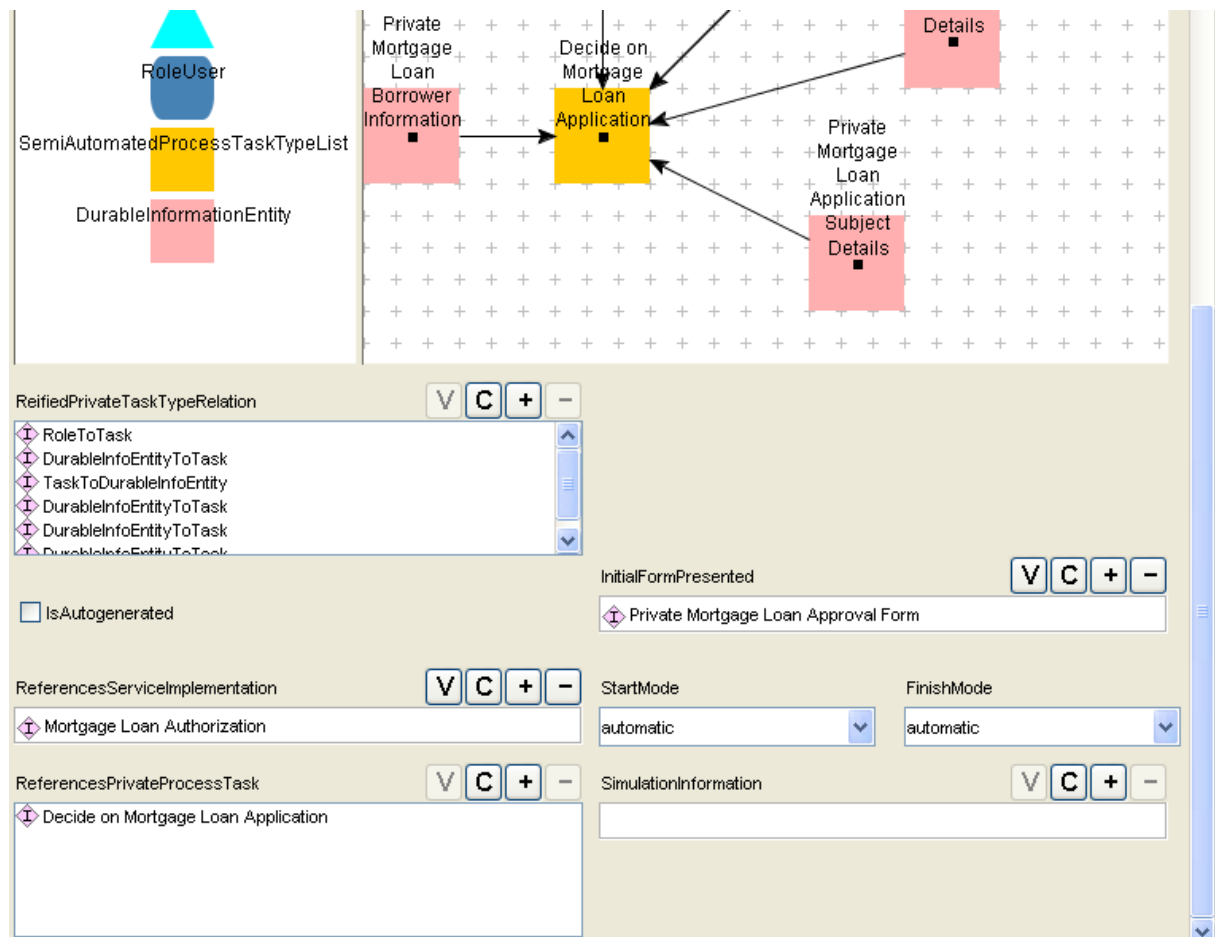 RoleUser
SemiAutomatedProcessTaskTypeList
DurableInformationEntity
Private
Mortgage
Loan
Borrower
Information
Decide on
Mortgage
Loan
Application
Details
Private
Mortgage
Loan
Application
Subject
Details
ReifiedPrivateTaskTypeRelation
V C + −
I RoleToTask
I DurableInfoEntityToTask
I TaskToDurableInfoEntity
I DurableInfoEntityToTask
I DurableInfoEntityToTask
I DurableInfoEntityToTask
IsAutogenerated
InitialFormPresented
V C + −
I Private Mortgage Loan Approval Form
ReferencesServiceImplementation
V C + −
I Mortgage Loan Authorization
StartMode
automatic
FinishMode
automatic
ReferencesPrivateProcessTask
V C + −
I Decide on Mortgage Loan Application
SimulationInformation
V C + −